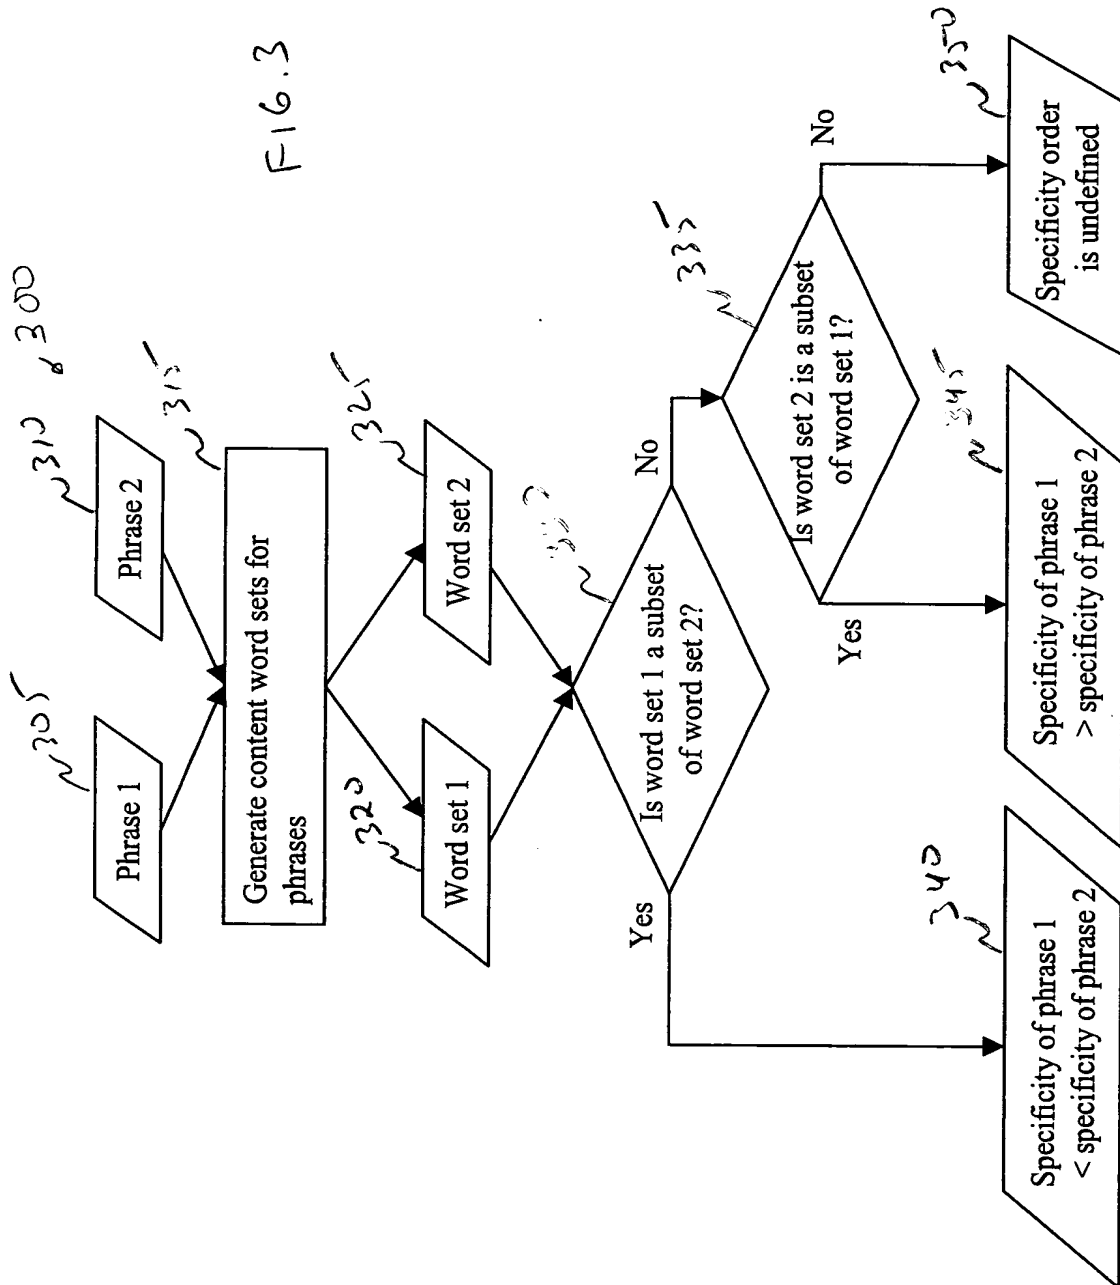 300
305
310
Phrase 1
Phrase 2
315
Generate content word sets for
phrases
320
325
Word set 1
Word set 2
330
Is word set 1 a subset
of word set 2?
Yes
No
335
Is word set 2 is a subset
of word set 1?
Yes
No
340
Specificity of phrase 1
< specificity of phrase 2
345
Specificity of phrase 1
> specificity of phrase 2
350
Specificity order
is undefined
FIG.3